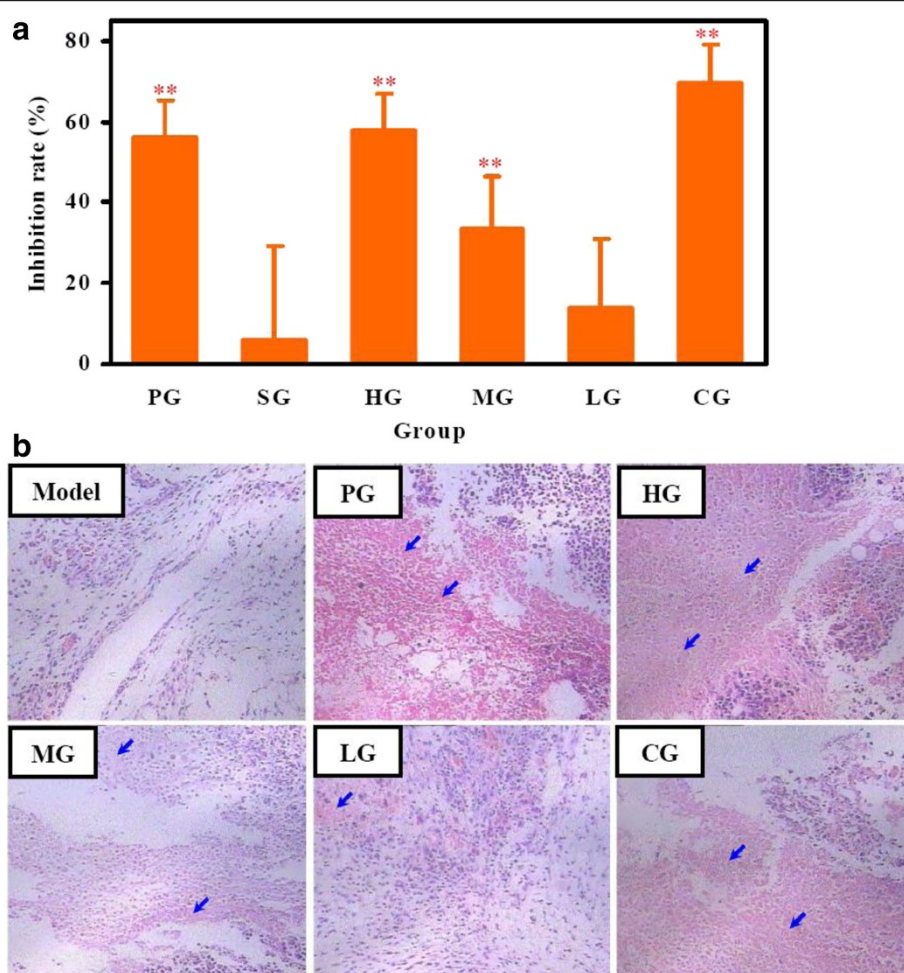 a
Inhibition rate (%)
80
60
40
20
0
**
**
**
**
PG SG HG MG LG CG
Group
b
Model PG HG
MG LG CG